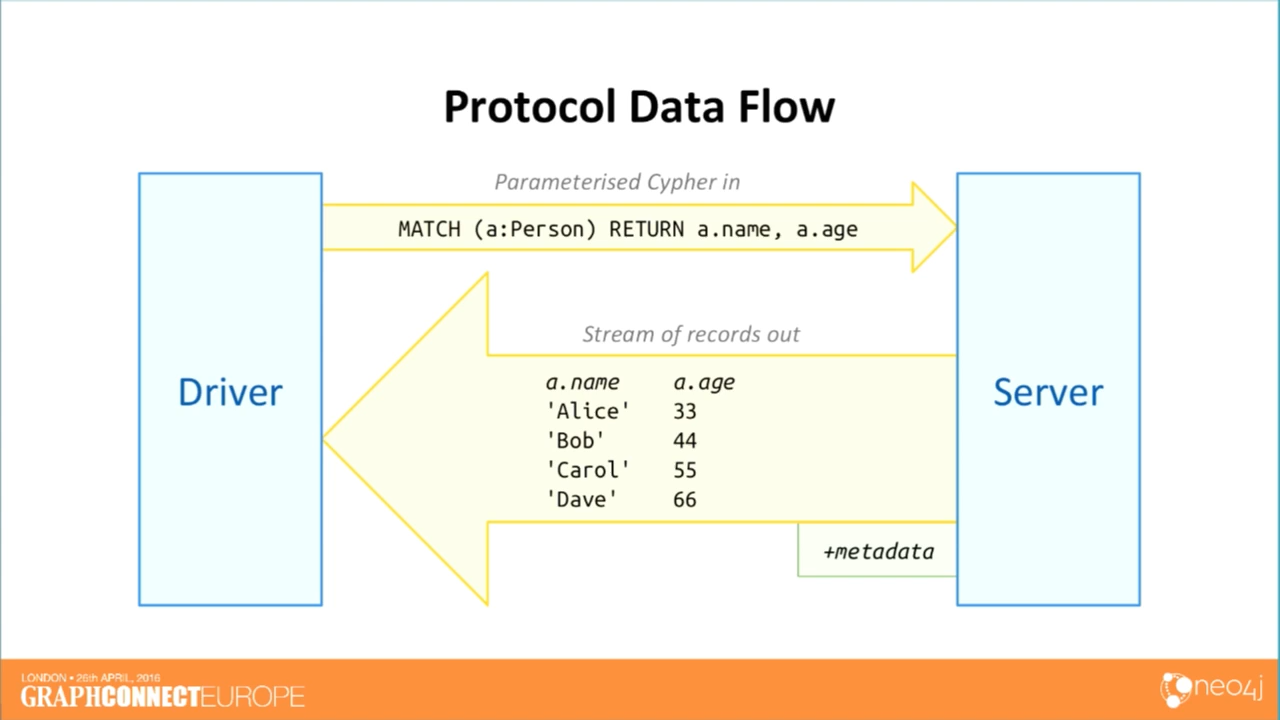 Protocol Data Flow
Parameterised Cypher in
MATCH (a:Person) RETURN a.name, a.age
Stream of records out
a.name a.age
'Alice' 33
'Bob' 44
'Carol' 55
'Dave' 66
Driver
Server
+metadata
LONDON • 26th APRIL, 2016
GRAPHCONNECTEUROPE
neo4j